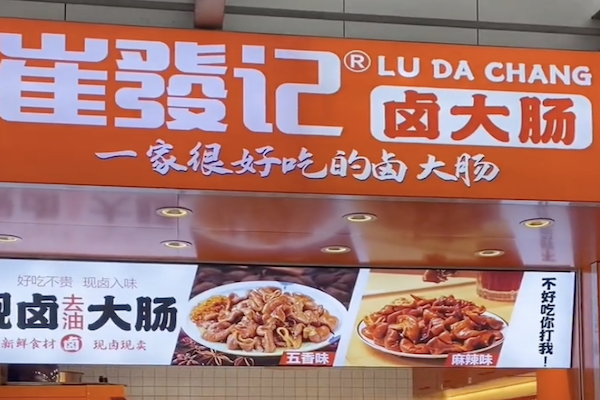 崔發记®
LU DA CHANG
卤大肠
一家很好吃的卤大肠
好吃不贵 现卤入味
现卤去油大肠
新鲜食材 卤 现卤现卖
五香味
麻辣味
不好吃你打我！